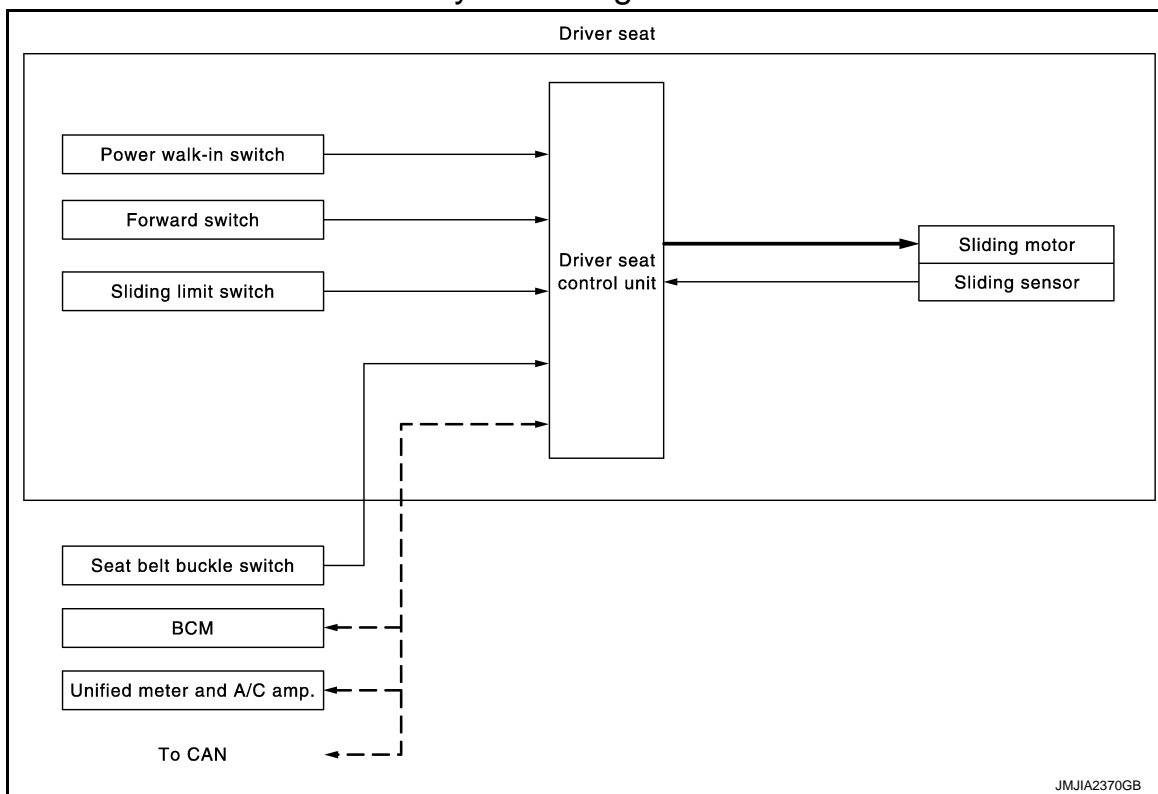 Driver seat
Power walk-in switch
Forward switch
Sliding limit switch
Driver seat
control unit
Sliding motor
Sliding sensor
Seat belt buckle switch
BCM
Unified meter and A/C amp.
To CAN
JMJIA2370GB